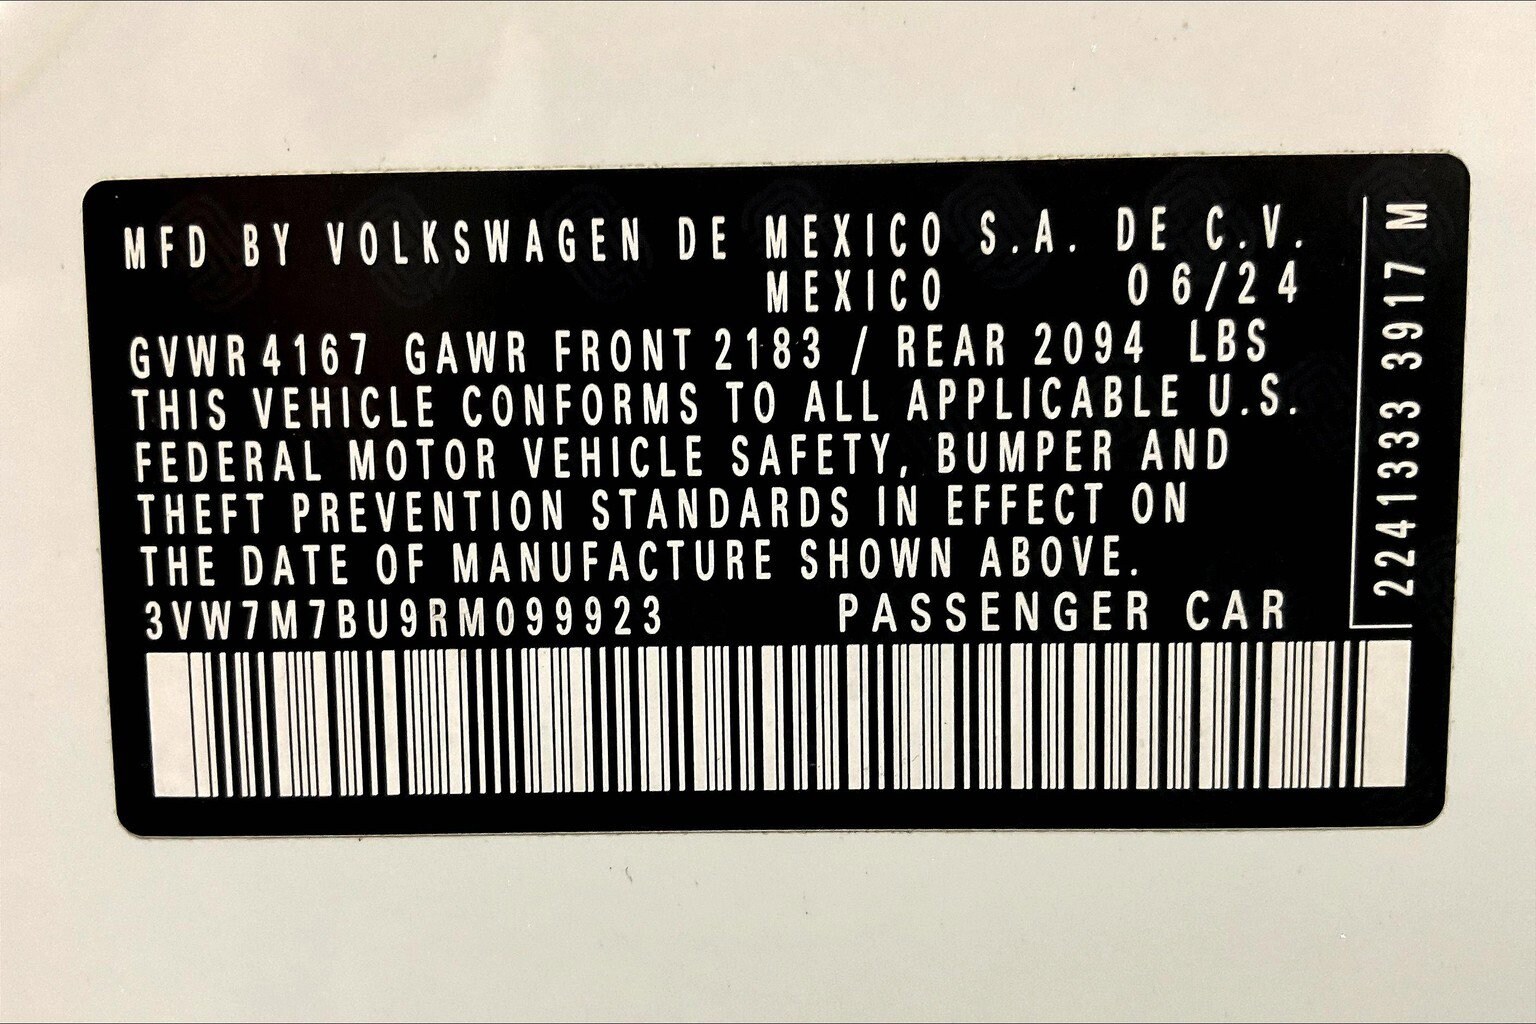 MFD BY VOLKSWAGEN DE MEXICO S.A. DE C.V.
MEXICO 06/24
GVWR 4167 GAWR FRONT 2183 / REAR 2094 LBS
THIS VEHICLE CONFORMS TO ALL APPLICABLE U.S.
FEDERAL MOTOR VEHICLE SAFETY, BUMPER AND
THEFT PREVENTION STANDARDS IN EFFECT ON
THE DATE OF MANUFACTURE SHOWN ABOVE.
3VW7M7BU9RM099923 PASSENGER CAR
2241333 3917 M